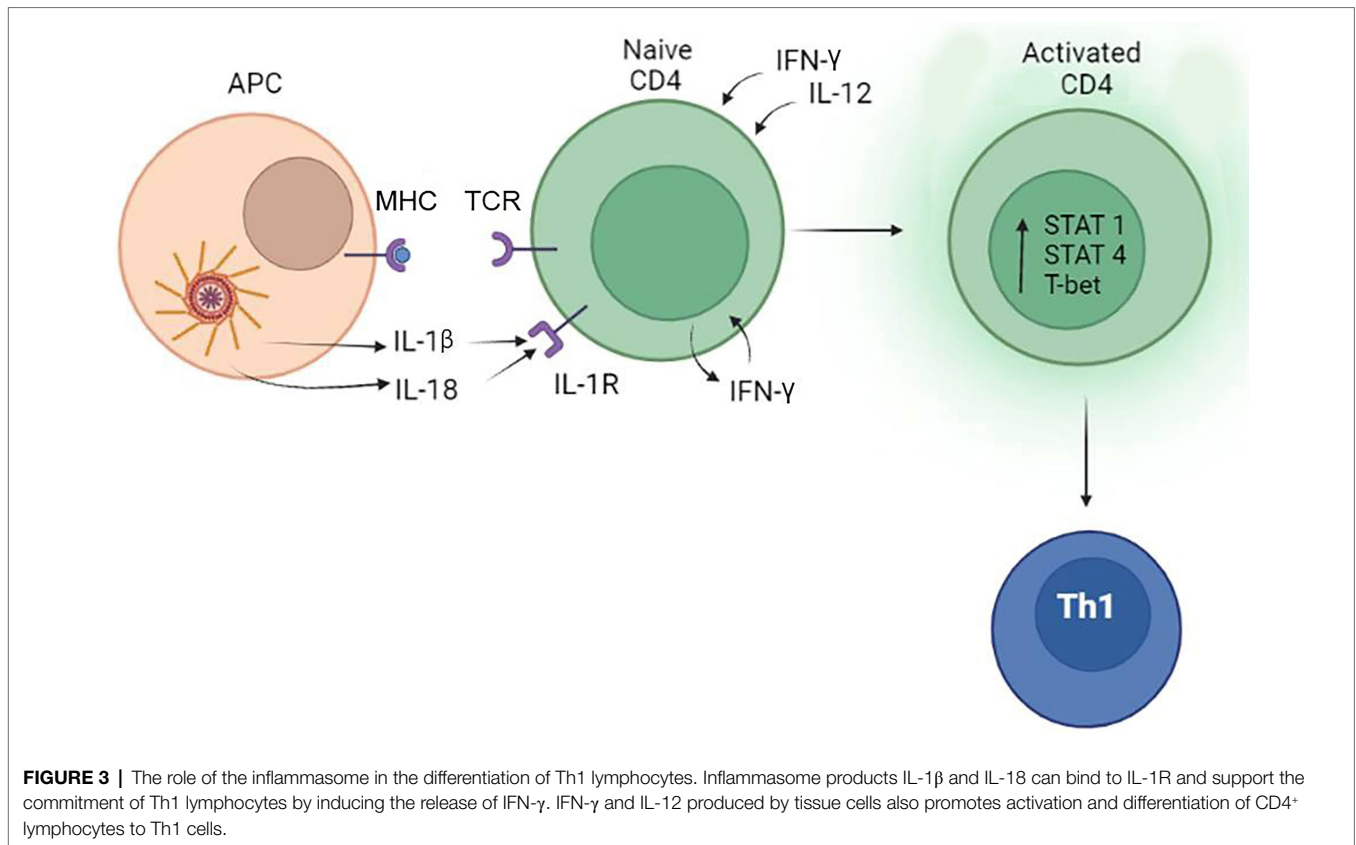 APC
Naive
CD4
IFN-γ
IL-12
Activated
CD4
MHC
TCR
STAT 1
STAT 4
T-bet
IL-1β
IL-18
IL-1R
IFN-γ
Th1
FIGURE 3 | The role of the inflammasome in the differentiation of Th1 lymphocytes. Inflammasome products IL-1β and IL-18 can bind to IL-1R and support the
commitment of Th1 lymphocytes by inducing the release of IFN-γ. IFN-γ and IL-12 produced by tissue cells also promotes activation and differentiation of CD4⁺
lymphocytes to Th1 cells.